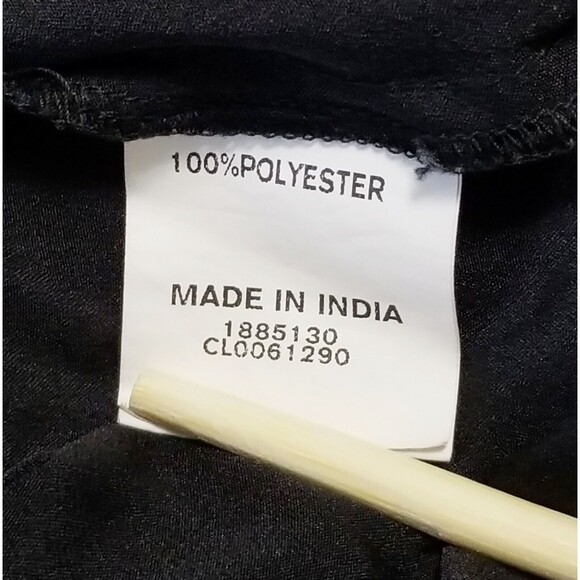 100%POLYESTER
MADE IN INDIA
1885130
CL0061290